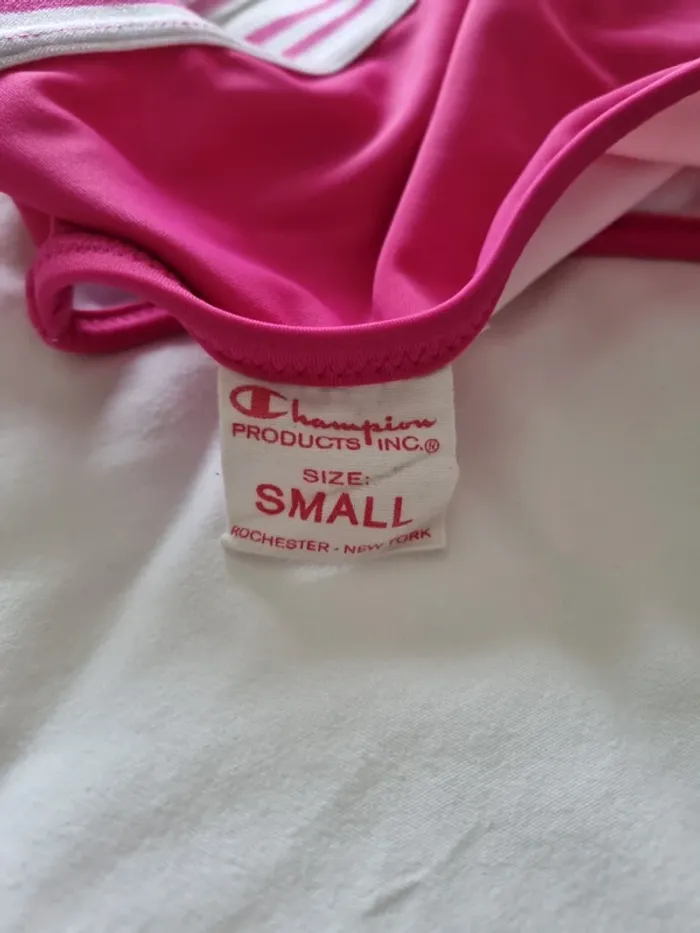 Champion
PRODUCTS INC.®
SIZE:
SMALL
ROCHESTER - NEW YORK